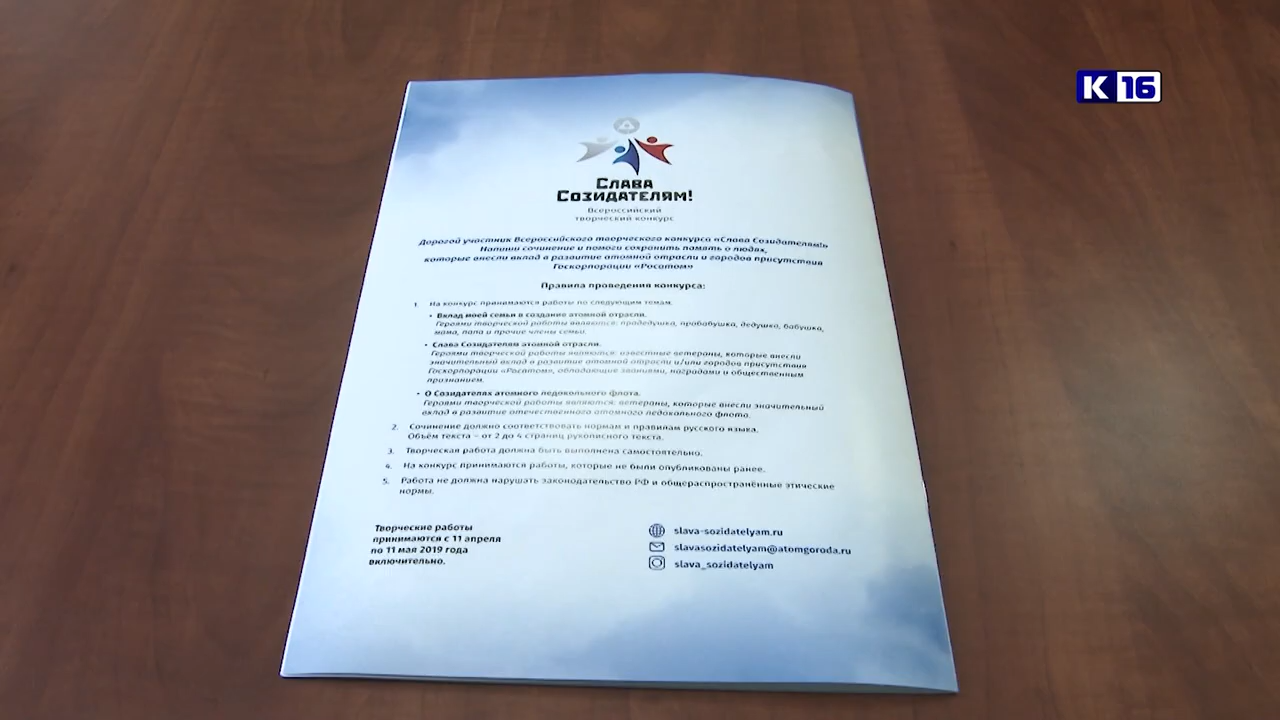 К 16
Слава
Созидателям!
Всероссийский
творческий конкурс
Дорогой участник Всероссийского творческого конкурса «Слава Созидателям!»
Напиши сочинение и помоги сохранить память о людях,
которые внесли вклад в развитие атомной отрасли и городов присутствия
Госкорпорации «Росатом»
Правила проведения конкурса:
1. На конкурс принимаются работы по следующим темам.
• Вклад моей семьи в создание атомной отрасли.
Героями творческой работы являются: прадедушка, прабабушка, дедушка, бабушка,
мама, папа и прочие члены семьи.
• Слава Созидателям атомной отрасли.
Героями творческой работы являются: известные ветераны, которые внесли
значительный вклад в развитие атомной отрасли и/или городов присутствия
Госкорпорации «Росатом», обладающие званиями, наградами и общественным
признанием.
• О Созидателях атомного ледокольного флота.
Героями творческой работы являются: ветераны, которые внесли значительный
вклад в развитие отечественного атомного ледокольного флота.
2. Сочинение должно соответствовать нормам и правилам русского языка.
Объём текста – от 2 до 4 страниц рукописного текста.
3. Творческая работа должна быть выполнена самостоятельно.
4. На конкурс принимаются работы, которые не были опубликованы ранее.
5. Работа не должна нарушать законодательство РФ и общераспространённые этические
нормы.
Творческие работы
принимаются с 11 апреля
по 11 мая 2019 года
включительно.
slava-sozidatelyam.ru
slavasozidatelyam@atomgoroda.ru
slava_sozidatelyam